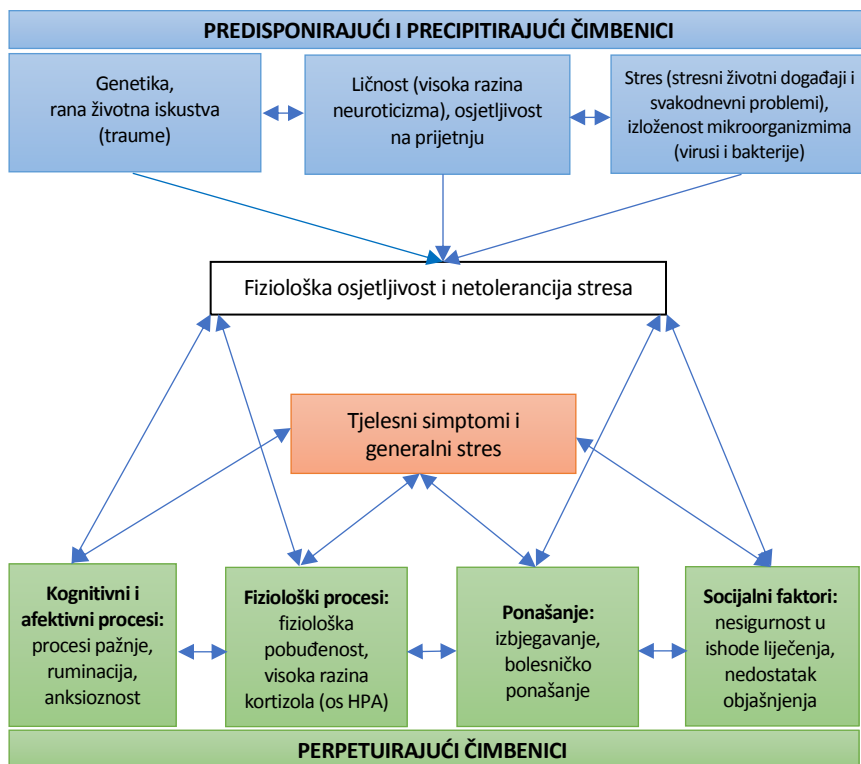 PREDISPONIRAJUĆI I PRECIPITIRAJUĆI ČIMBENICI
Genetika,
rana životna iskustva
(traume)
Ličnost (visoka razina
neuroticizma), osjetljivost
na prijetnju
Stres (stresni životni događaji i
svakodnevni problemi),
izloženost mikroorganizmima
(virusi i bakterije)
Fiziološka osjetljivost i netolerancija stresa
Tjelesni simptomi i
generalni stres
Kognitivni i
afektivni procesi:
procesi pažnje,
ruminacija,
anksioznost
Fiziološki procesi:
fiziološka
pobuđenost,
visoka razina
kortizola (os HPA)
Ponašanje:
izbjegavanje,
bolesničko
ponašanje
Socijalni faktori:
nesigurnost u
ishode liječenja,
nedostatak
objašnjenja
PERPETUIRAJUĆI ČIMBENICI